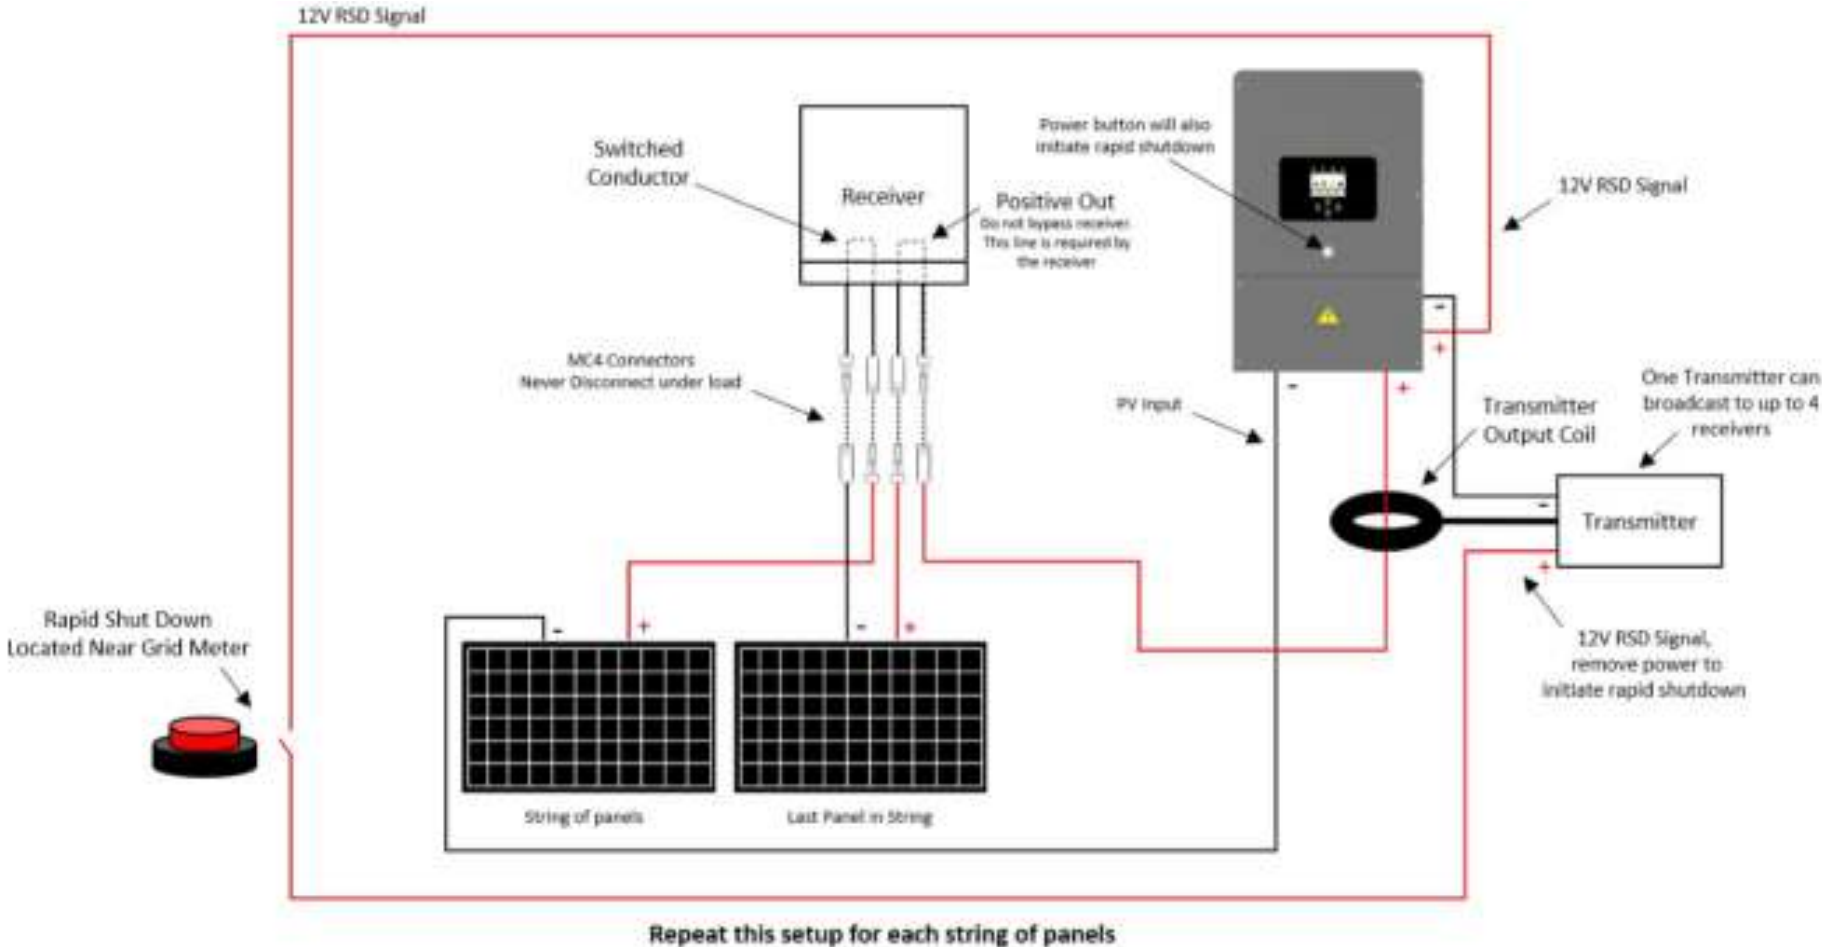 12V RSD Signal
Switched
Conductor
Receiver
Positive Out
Do not bypass receiver.
This line is required by
the receiver
Power button will also
initiate rapid shutdown
12V RSD Signal
-
+
MC4 Connectors
Never Disconnect under load
PV Input
-
+
Transmitter
Output Coil
One Transmitter can
broadcast to up to 4
receivers
-
Transmitter
+
12V RSD Signal,
remove power to
initiate rapid shutdown
Rapid Shut Down
Located Near Grid Meter
-
+
-
+
String of panels
Last Panel in String
Repeat this setup for each string of panels